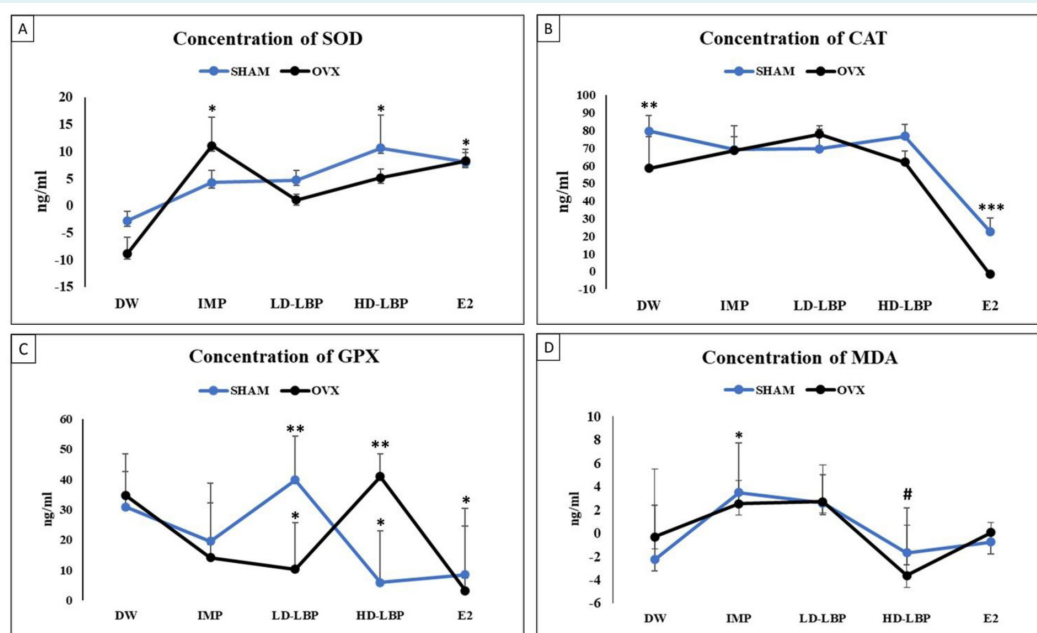 A
Concentration of SOD
SHAM OVX
20
15
10
5
0
-5
-10
-15
ng/ml
* * *
DW IMP LD-LBP HD-LBP E2
B
Concentration of CAT
SHAM OVX
100
90
80
70
60
50
40
30
20
10
0
-10
ng/ml
** ***
DW IMP LD-LBP HD-LBP E2
C
Concentration of GPX
SHAM OVX
60
50
40
30
20
10
0
ng/ml
** **
* * *
DW IMP LD-LBP HD-LBP E2
D
Concentration of MDA
SHAM OVX
10
8
6
4
2
0
-2
-4
-6
ng/ml
* #
DW IMP LD-LBP HD-LBP E2